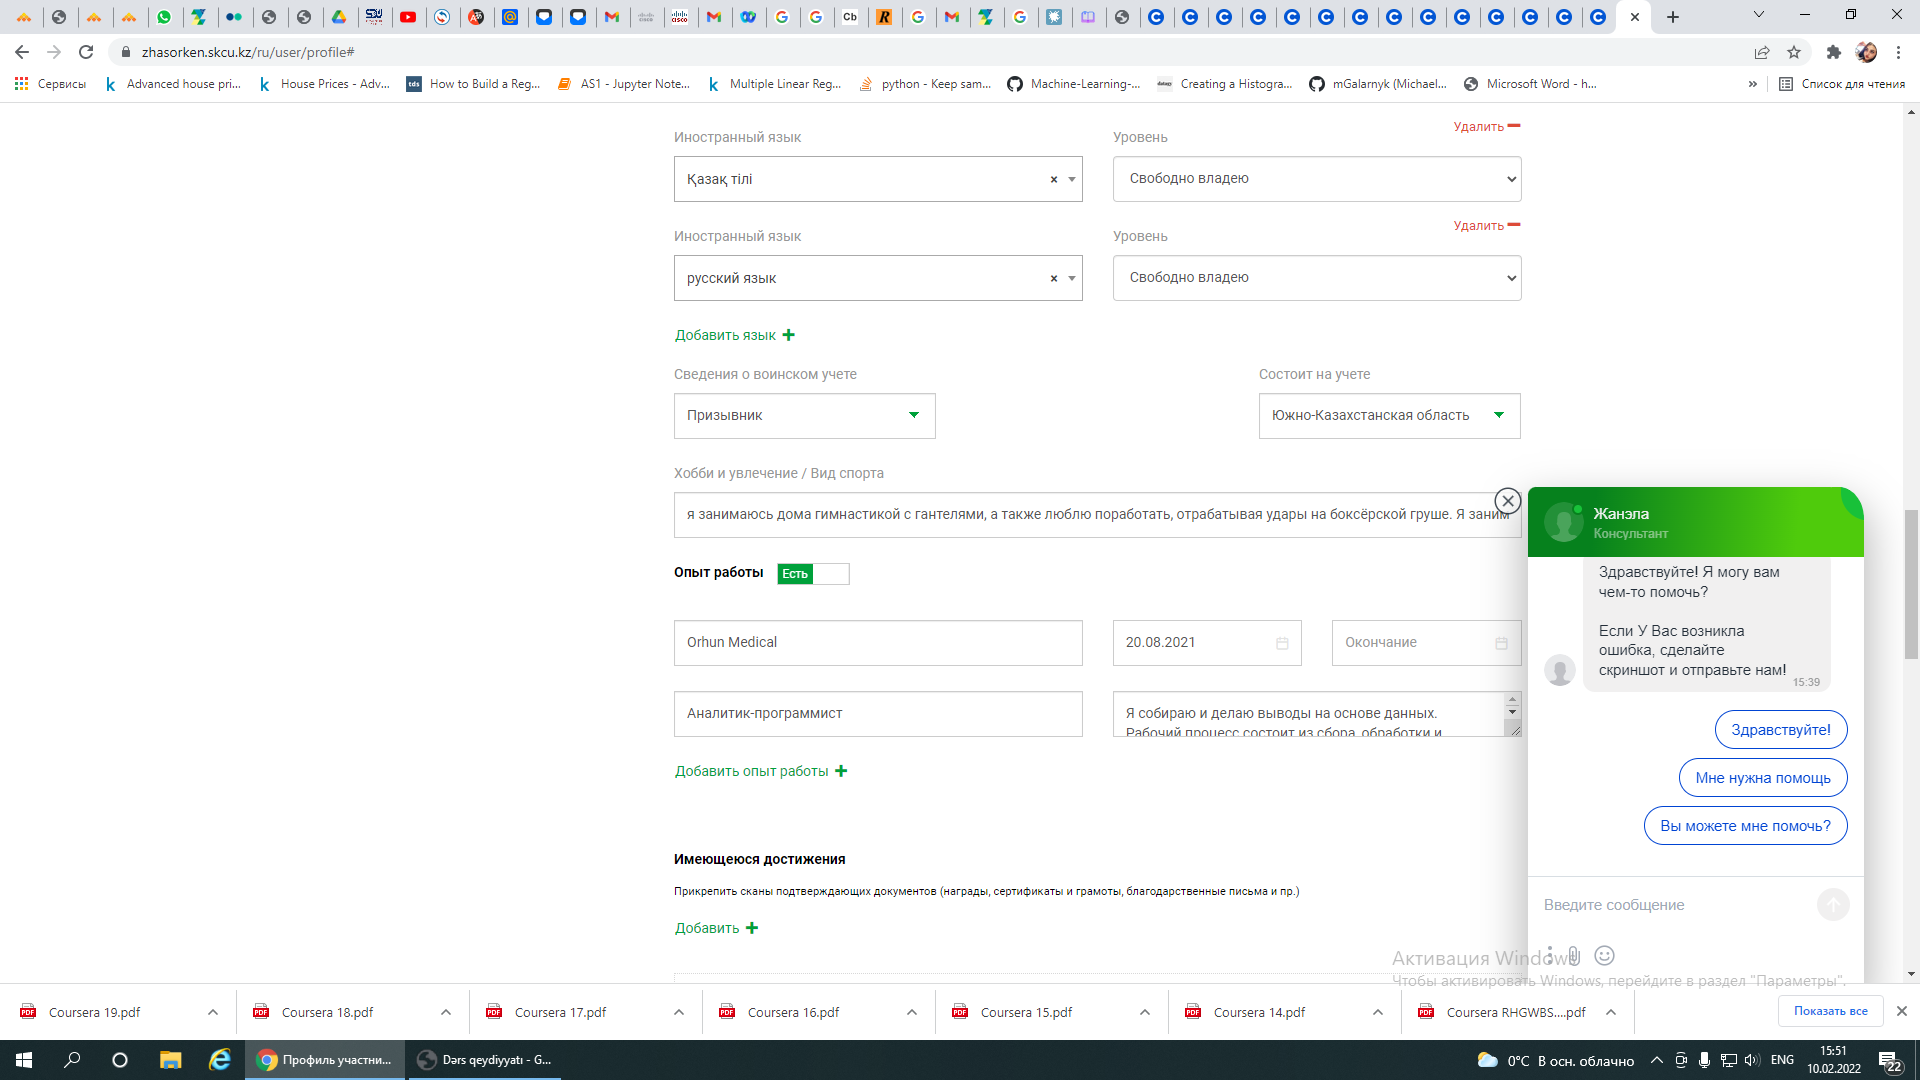 zhasorken.skcu.kz/ru/user/profile#
Сервисы
Advanced house pri...
House Prices - Adv...
How to Build a Reg...
AS1 - Jupyter Note...
Multiple Linear Reg...
python - Keep sam...
Machine-Learning-...
Creating a Histogra...
mGalarnyk (Michael...
Microsoft Word - h...
»
Список для чтения
Удалить
Иностранный язык
Уровень
Қазақ тілі
Свободно владею
Удалить
Иностранный язык
Уровень
русский язык
Свободно владею
Добавить язык
Сведения о воинском учете
Состоит на учете
Призывник
Южно-Казахстанская область
Хобби и увлечение / Вид спорта
я занимаюсь дома гимнастикой с гантелями, а также люблю поработать, отрабатывая удары на боксёрской груше. Я заним
Опыт работы
Есть
Orhun Medical
20.08.2021
Окончание
Аналитик-программист
Я собираю и делаю выводы на основе данных.
Рабочий процесс состоит из сбора, обработки и
Добавить опыт работы
Имеющеюся достижения
Прикрепить сканы подтверждающих документов (награды, сертификаты и грамоты, благодарственные письма и пр.)
Добавить
Жанэла
Консультант
Здравствуйте! Я могу вам
чем-то помочь?
Если У Вас возникла
ошибка, сделайте
скриншот и отправьте нам!
15:39
Здравствуйте!
Мне нужна помощь
Вы можете мне помочь?
Введите сообщение
Активация Windows
Чтобы активировать Windows, перейдите в раздел "Параметры".
Coursera 19.pdf
Coursera 18.pdf
Coursera 17.pdf
Coursera 16.pdf
Coursera 15.pdf
Coursera 14.pdf
Coursera RHGWBS....pdf
Показать все
Профиль участни...
Dərs qeydiyyatı - G...
0°C В осн. облачно
ENG
15:51
10.02.2022
22